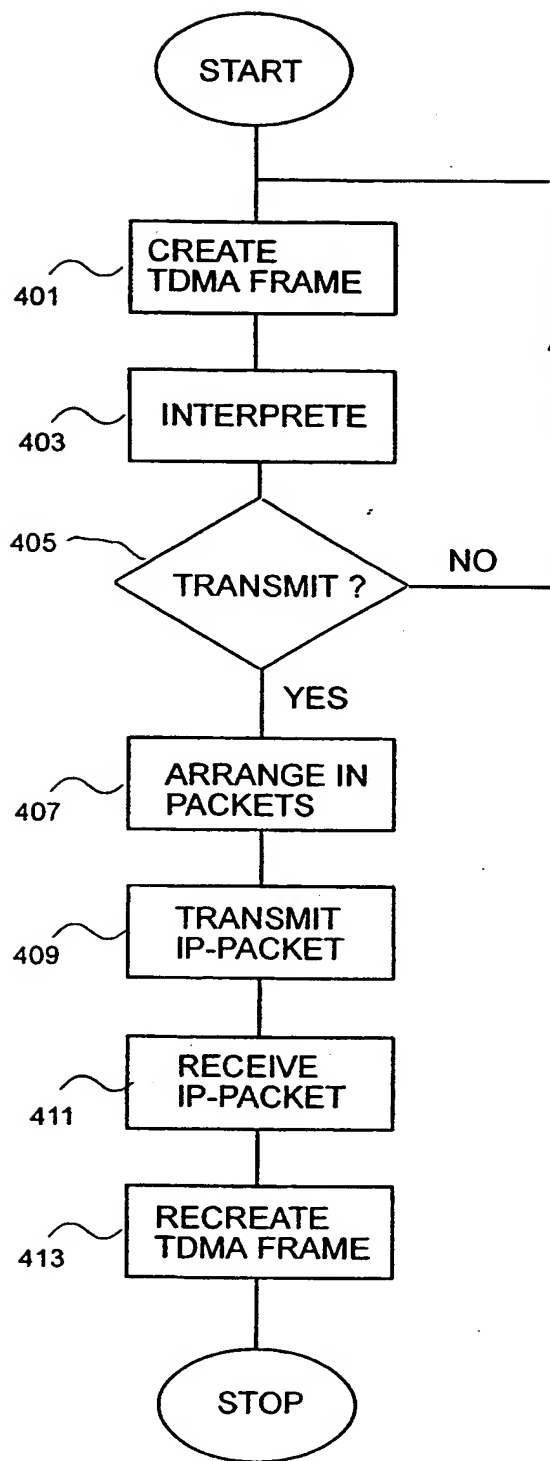 START
CREATE
TDMA FRAME
401
INTERPRETE
403
405
TRANSMIT ?
NO
YES
ARRANGE IN
PACKETS
407
TRANSMIT
IP-PACKET
409
RECEIVE
IP-PACKET
411
RECREATE
TDMA FRAME
413
STOP